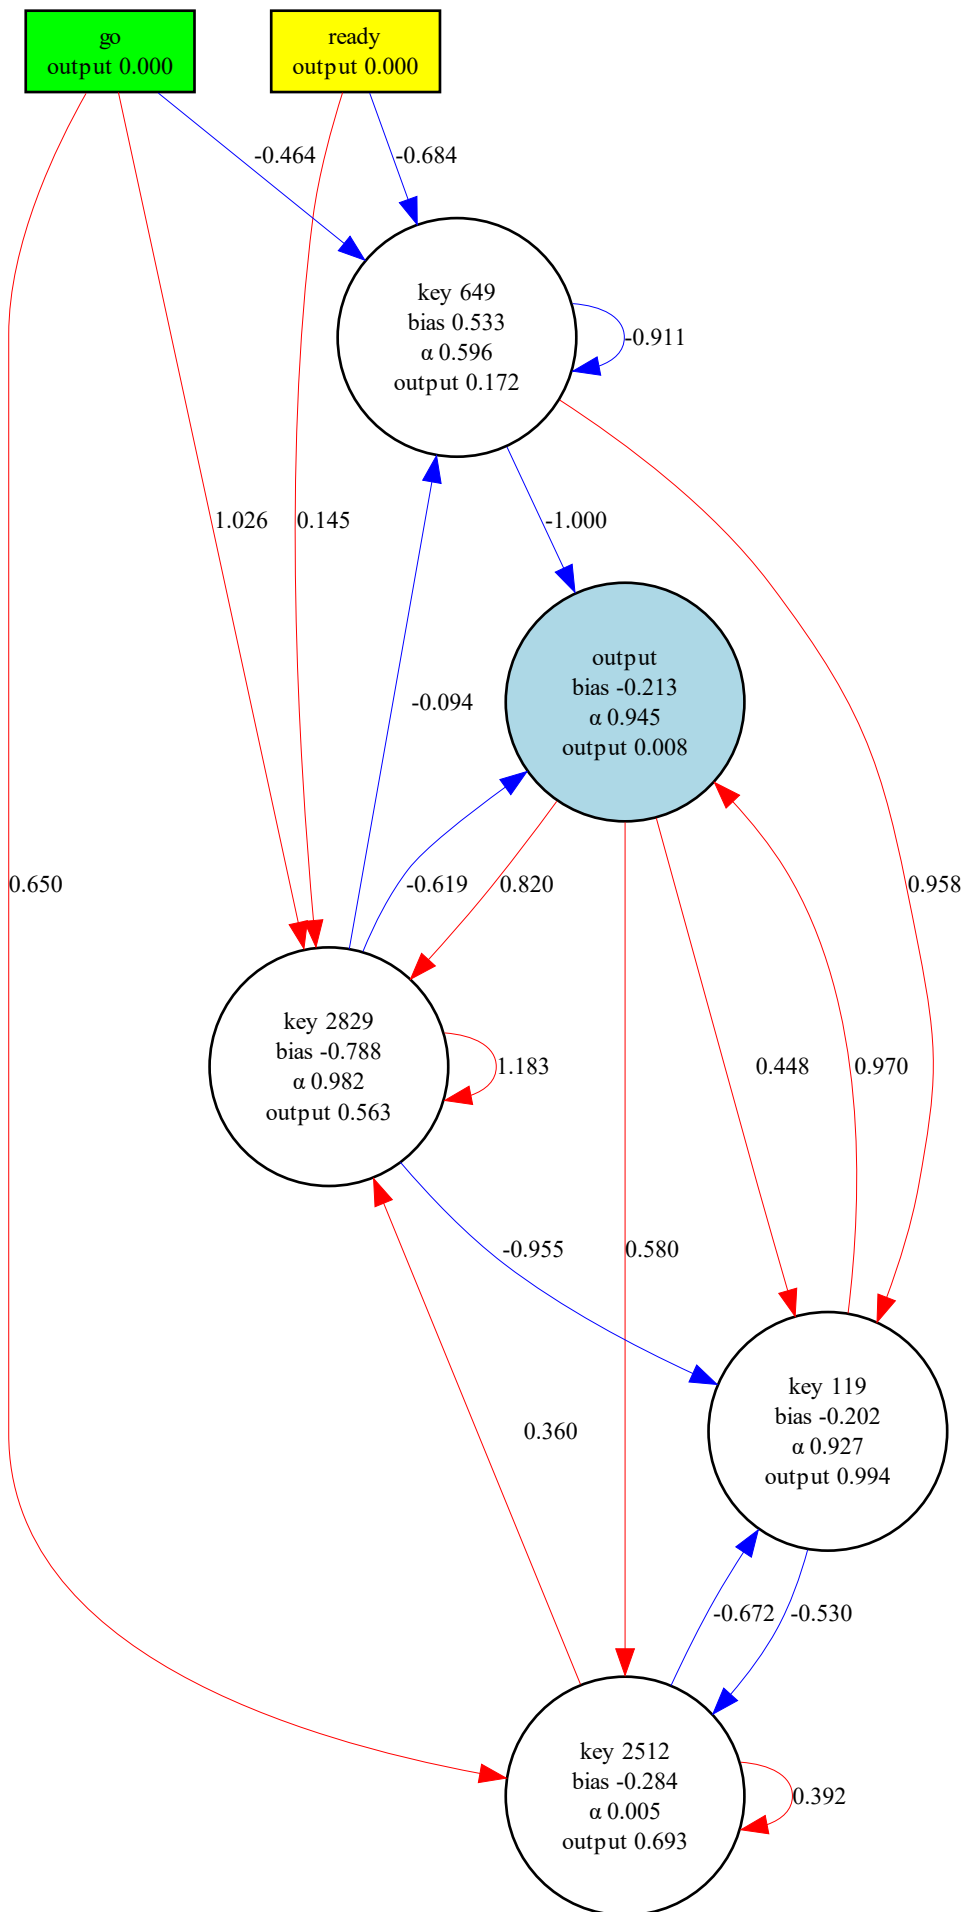 go
output 0.000
ready
output 0.000
-0.464
-0.684
key 649
bias 0.533
α 0.596
output 0.172
-0.911
1.026
0.145
-1.000
output
bias -0.213
α 0.945
output 0.008
-0.094
0.650
-0.619
0.820
0.958
key 2829
bias -0.788
α 0.982
output 0.563
1.183
0.448
0.970
-0.955
0.580
key 119
bias -0.202
α 0.927
output 0.994
0.360
-0.672
-0.530
key 2512
bias -0.284
α 0.005
output 0.693
0.392